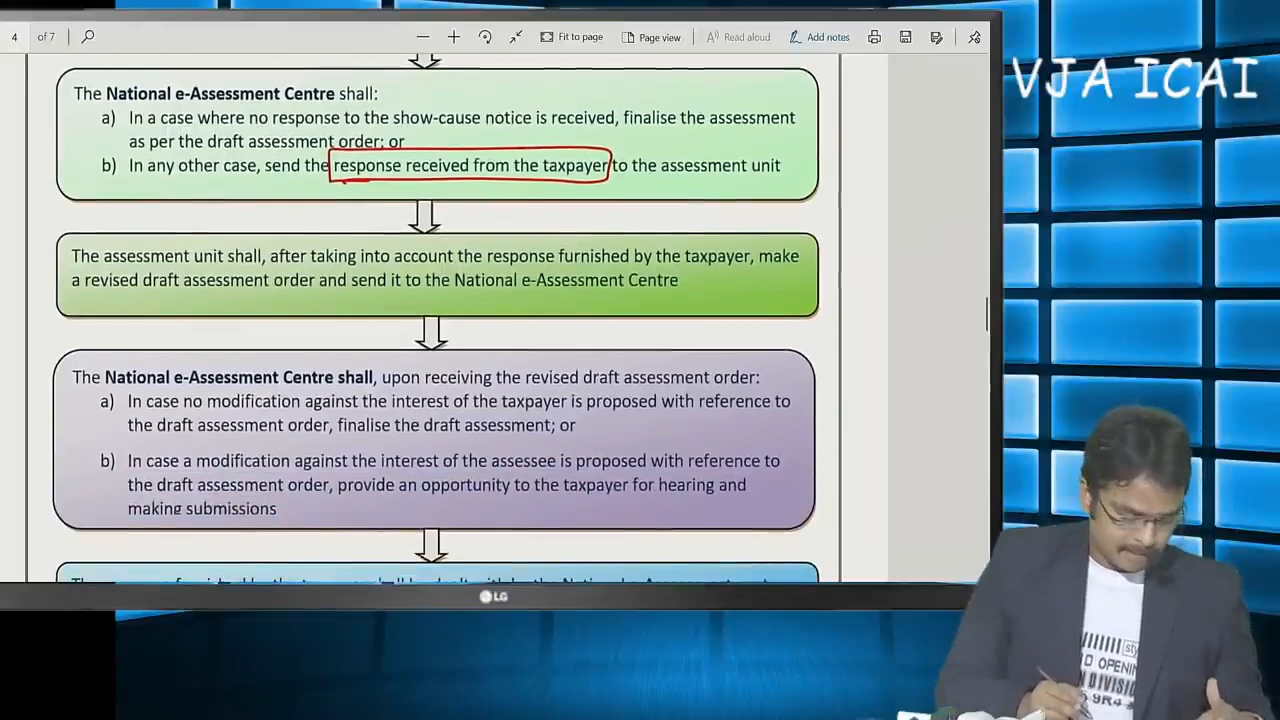 4 of 7 Fit to page Page view Read aloud Add notes
VJA ICAI
The National e-Assessment Centre shall:
a) In a case where no response to the show-cause notice is received, finalise the assessment
as per the draft assessment order; or
b) In any other case, send the response received from the taxpayer to the assessment unit
The assessment unit shall, after taking into account the response furnished by the taxpayer, make
a revised draft assessment order and send it to the National e-Assessment Centre
The National e-Assessment Centre shall, upon receiving the revised draft assessment order:
a) In case no modification against the interest of the taxpayer is proposed with reference to
the draft assessment order, finalise the draft assessment; or
b) In case a modification against the interest of the assessee is proposed with reference to
the draft assessment order, provide an opportunity to the taxpayer for hearing and
making submissions
LG
OPENIN
DIVISIO
9R4